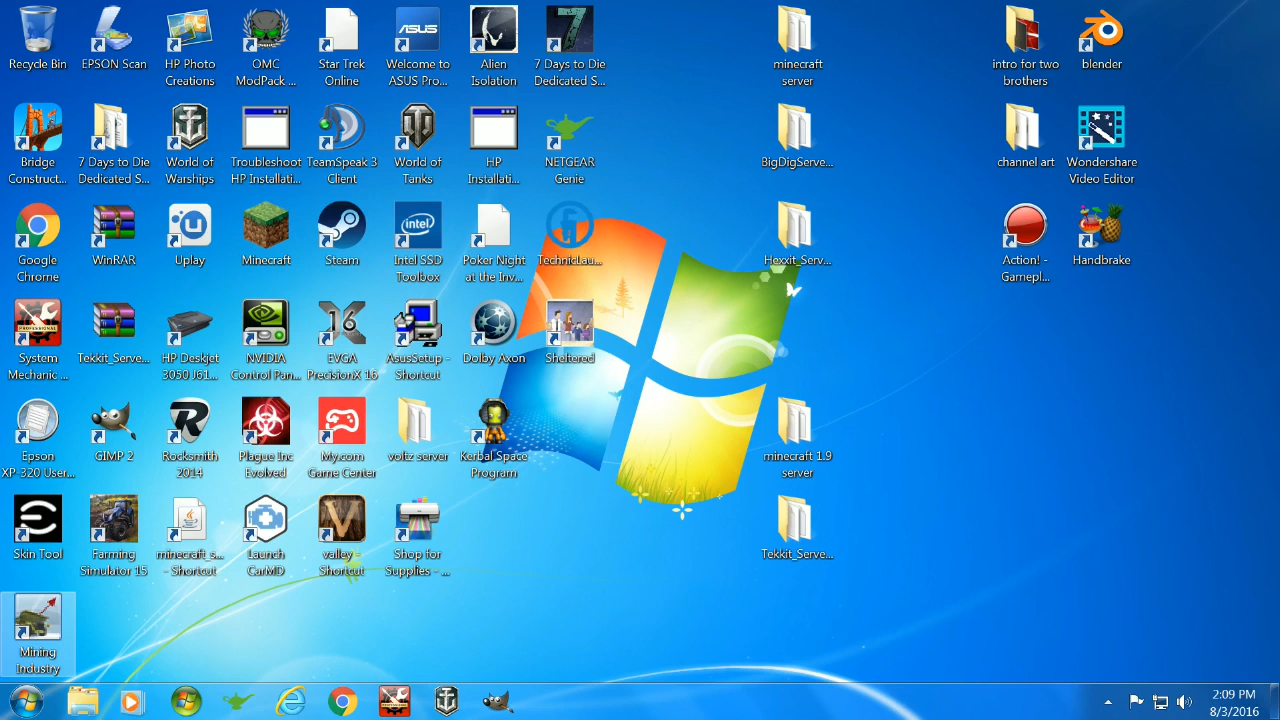 Recycle Bin
EPSON Scan
HP Photo
Creations
OMC
ModPack ...
Star Trek
Online
ASUS
Welcome to
ASUS Pro...
Alien
Isolation
7
7 Days to Die
Dedicated S...
minecraft
server
intro for two
brothers
blender
Bridge
Construct...
7 Days to Die
Dedicated S...
World of
Warships
Troubleshoot
HP Installati...
TeamSpeak 3
Client
World of
Tanks
HP
Installati...
NETGEAR
Genie
BigDigServe...
channel art
Wondershare
Video Editor
Google
Chrome
WinRAR
Uplay
Minecraft
Steam
intel
Intel SSD
Toolbox
Poker Night
at the Inv...
TechnicLau...
Hexxit_Serv...
Action! -
Gamepl...
Handbrake
PROFESSIONAL
System
Mechanic ...
Tekkit_Serve...
HP Deskjet
3050 J61...
NVIDIA
Control Pan...
16
EVGA
PrecisionX 16
AsusSetup -
Shortcut
Dolby Axon
Sheltered
Epson
XP-320 User...
GIMP 2
Rocksmith
2014
Plague Inc
Evolved
My.com
Game Center
voltz server
Kerbal Space
Program
minecraft 1.9
server
Skin Tool
Farming
Simulator 15
minecraft_s...
- Shortcut
Launch
CarMD
V
valley -
Shortcut
Shop for
Supplies - ...
Tekkit_Serve...
Mining
Industry
2:09 PM
8/3/2016